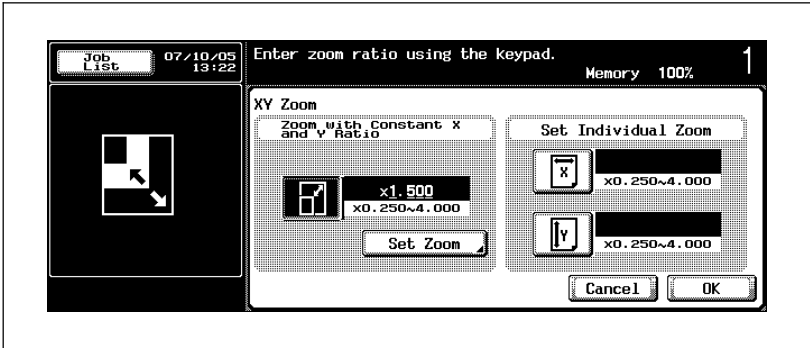 Job
List
07/10/05
13:22
Enter zoom ratio using the keypad.
Memory 100%
1
XY Zoom
Zoom with Constant X
and Y Ratio
x1.500
x0.250~4.000
Set Zoom
Set Individual Zoom
X
x0.250~4.000
Y
x0.250~4.000
Cancel
OK